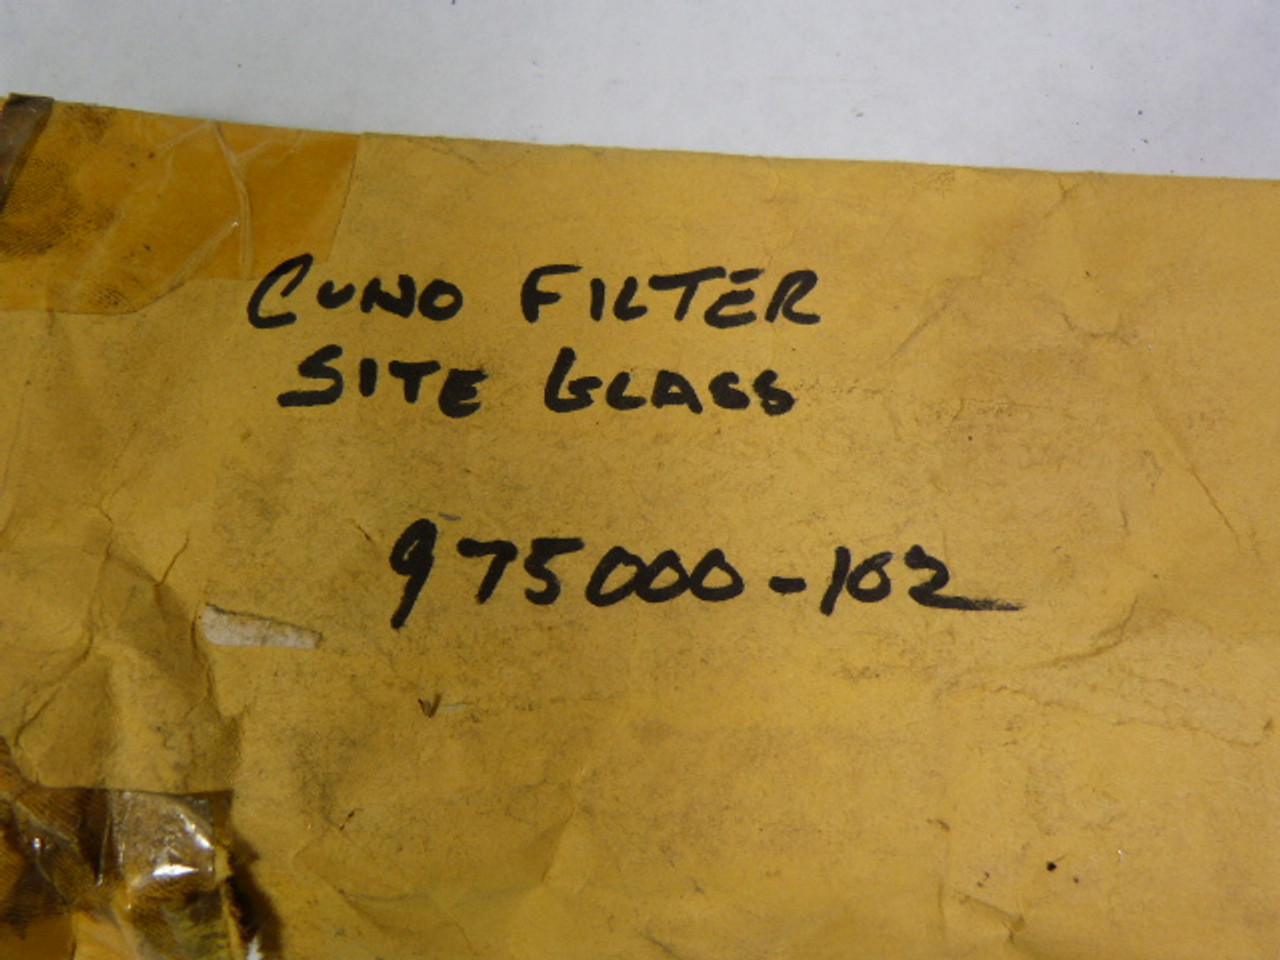 CUNO FILTER
SITE GLASS
975000-102